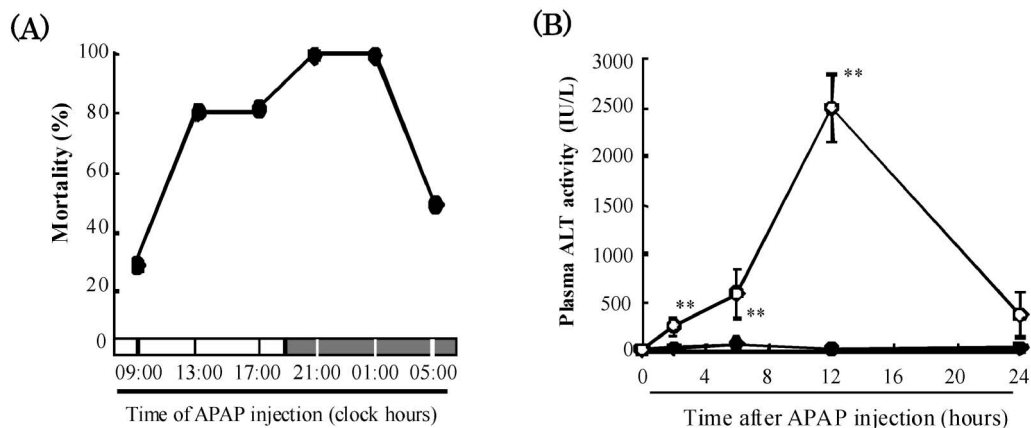 (A)
Mortality (%)
100
80
60
40
20
0
09:00 13:00 17:00 21:00 01:00 05:00
Time of APAP injection (clock hours)
(B)
Plasma ALT activity (IU/L)
3000
2500
2000
1500
1000
500
0
**
**
**
0 4 8 12 16 20 24
Time after APAP injection (hours)